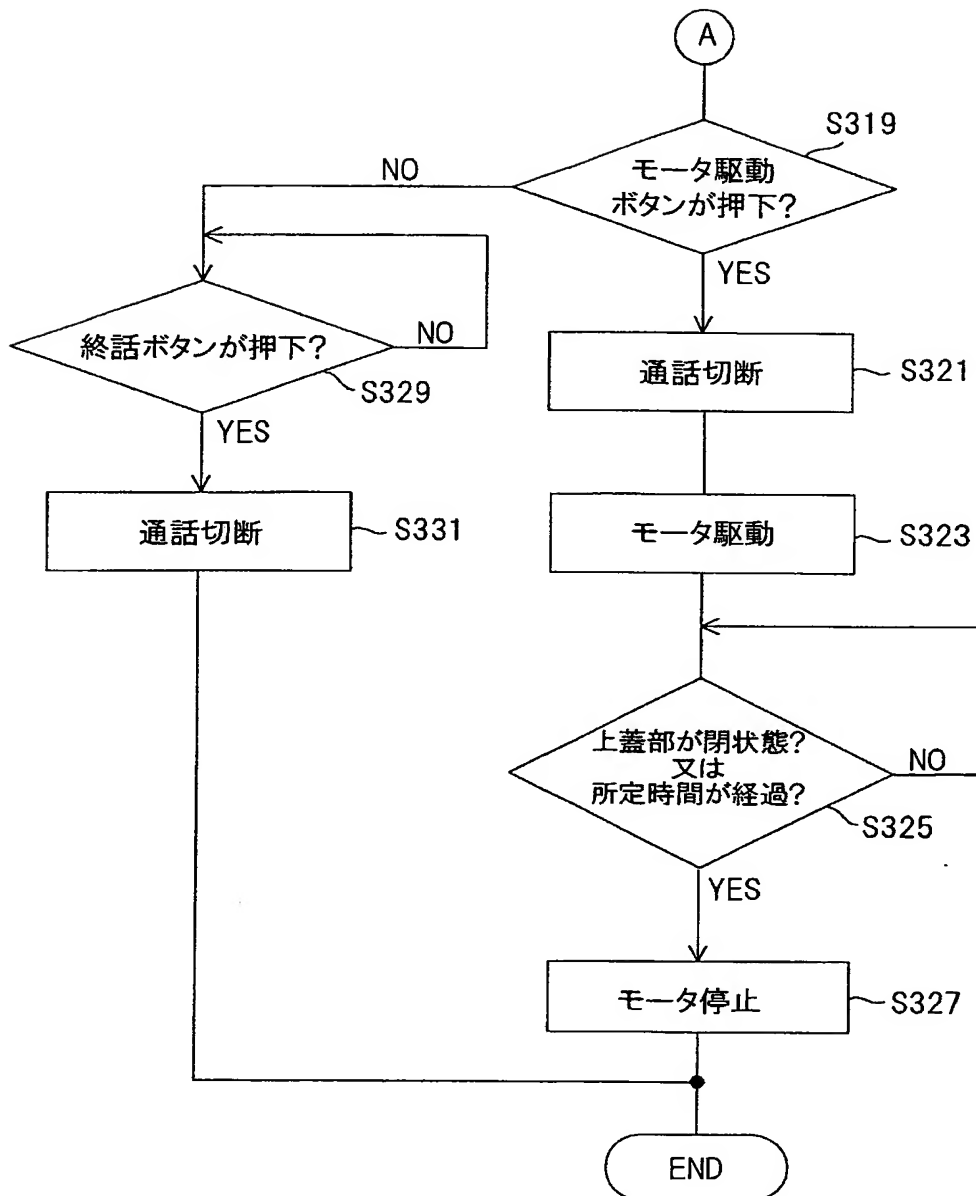 A
S319
モータ駆動
ボタンが押下?
NO
YES
終話ボタンが押下?
NO
S329
YES
通話切断
S321
通話切断
S331
モータ駆動
S323
上蓋部が閉状態?
又は
所定時間が経過?
NO
S325
YES
モータ停止
S327
END